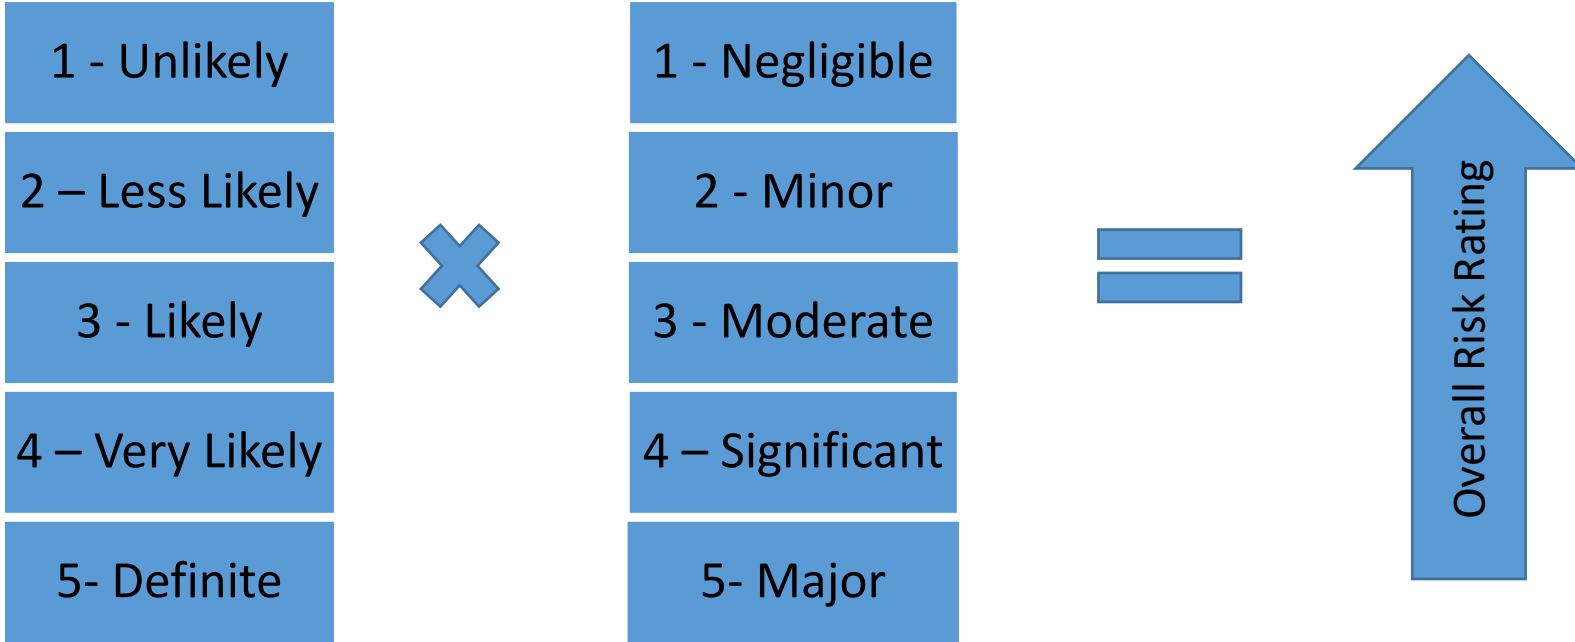 1 - Unlikely
2 – Less Likely
3 - Likely
4 – Very Likely
5- Definite
1 - Negligible
2 - Minor
3 - Moderate
4 – Significant
5- Major
Overall Risk Rating